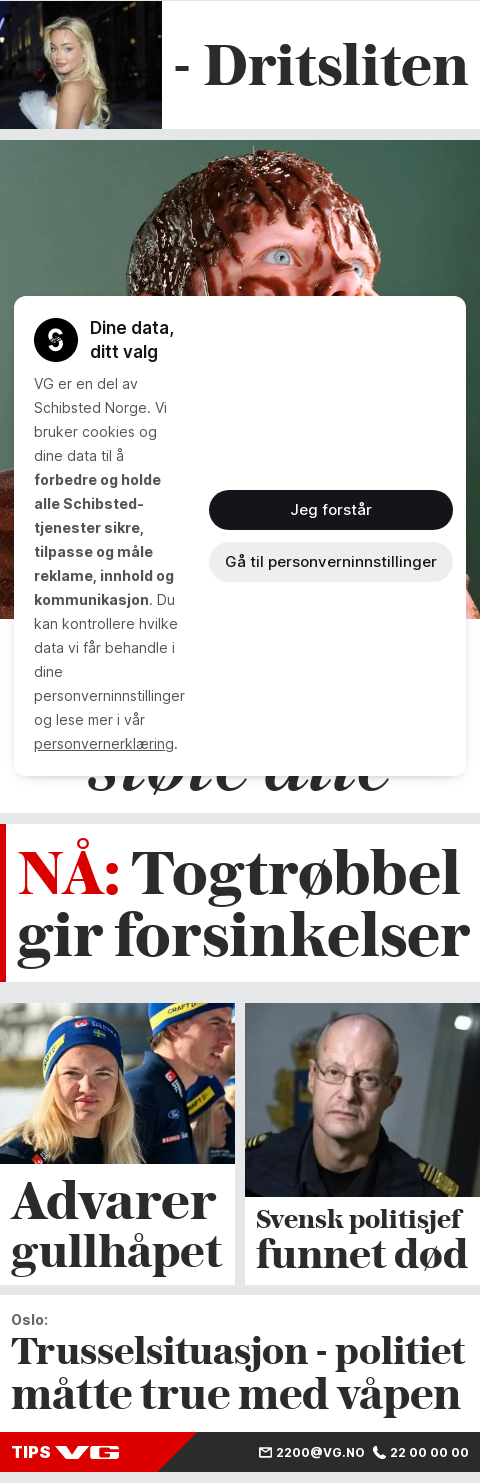 - Dritsliten
Dine data,
ditt valg
VG er en del av
Schibsted Norge. Vi
bruker cookies og
dine data til å
forbedre og holde
alle Schibsted-
tjenester sikre,
tilpasse og måle
reklame, innhold og
kommunikasjon. Du
kan kontrollere hvilke
data vi får behandle i
dine
personverninnstillinger
og lese mer i vår
personvernerklæring.
Jeg forstår
Gå til personverninnstillinger
NÅ: Togtrøbbel
gir forsinkelser
Advarer
gullhåpet
Svensk politisjef
funnet død
Oslo:
Trusselsituasjon - politiet
måtte true med våpen
TIPS VG
2200@VG.NO 22 00 00 00